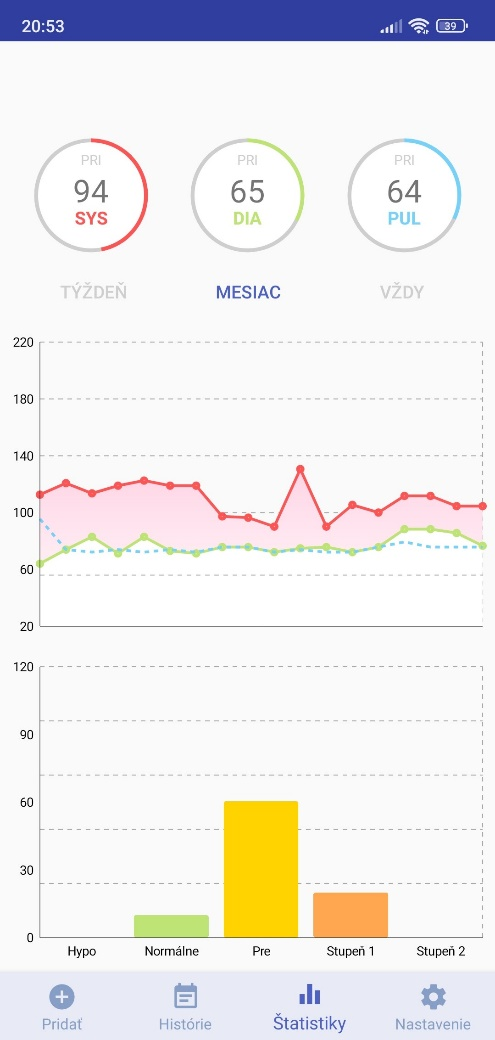 20:53
39
PRI
94
SYS
PRI
65
DIA
PRI
64
PUL
TÝŽDEŇ
MESIAC
VŽDY
220
180
140
100
60
20
120
90
60
30
0
Hypo
Normálne
Pre
Stupeň 1
Stupeň 2
Pridať
Histórie
Štatistiky
Nastavenie